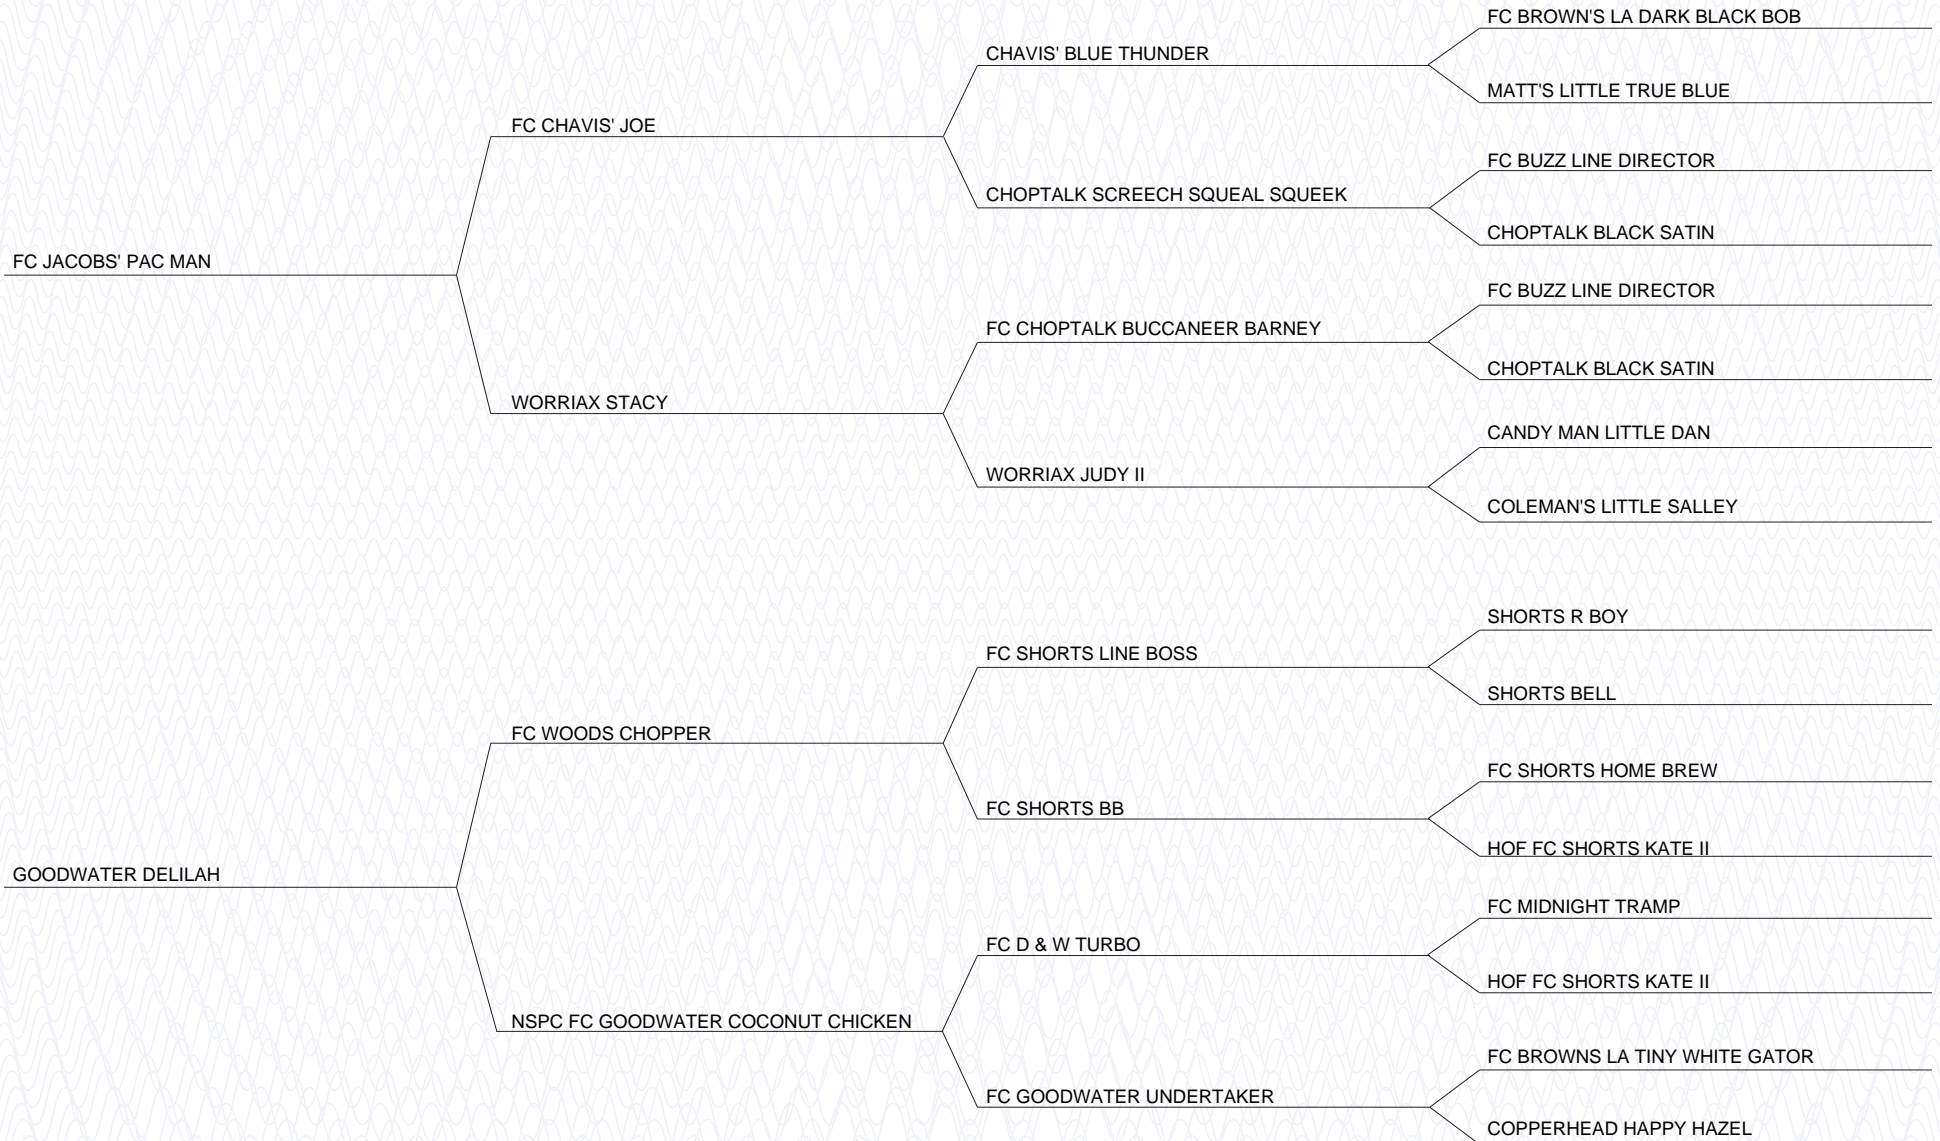 FC BROWN'S LA DARK BLACK BOB
CHAVIS' BLUE THUNDER
MATT'S LITTLE TRUE BLUE
FC CHAVIS' JOE
FC BUZZ LINE DIRECTOR
CHOPTALK SCREECH SQUEAL SQUEEK
CHOPTALK BLACK SATIN
FC JACOBS' PAC MAN
FC BUZZ LINE DIRECTOR
FC CHOPTALK BUCCANEER BARNEY
CHOPTALK BLACK SATIN
WORRIAX STACY
CANDY MAN LITTLE DAN
WORRIAX JUDY II
COLEMAN'S LITTLE SALLEY
SHORTS R BOY
FC SHORTS LINE BOSS
SHORTS BELL
FC WOODS CHOPPER
FC SHORTS HOME BREW
FC SHORTS BB
HOF FC SHORTS KATE II
GOODWATER DELILAH
FC MIDNIGHT TRAMP
FC D & W TURBO
HOF FC SHORTS KATE II
NSPC FC GOODWATER COCONUT CHICKEN
FC BROWNS LA TINY WHITE GATOR
FC GOODWATER UNDERTAKER
COPPERHEAD HAPPY HAZEL